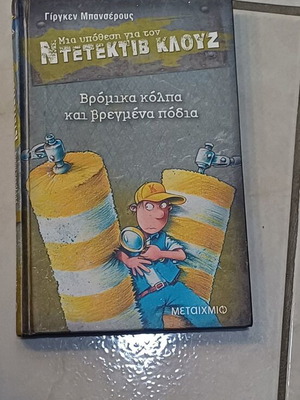 Γίργκεν Μπανσέρους
Μια υπόθεση για τον
ΝΤΕΤΕΚΤΙΒ ΚΛΟΥΖ
Βρόμικα κόλπα
και βρεγμένα πόδια
Κ
ΜΕΤΑΙΧΜΙΟ